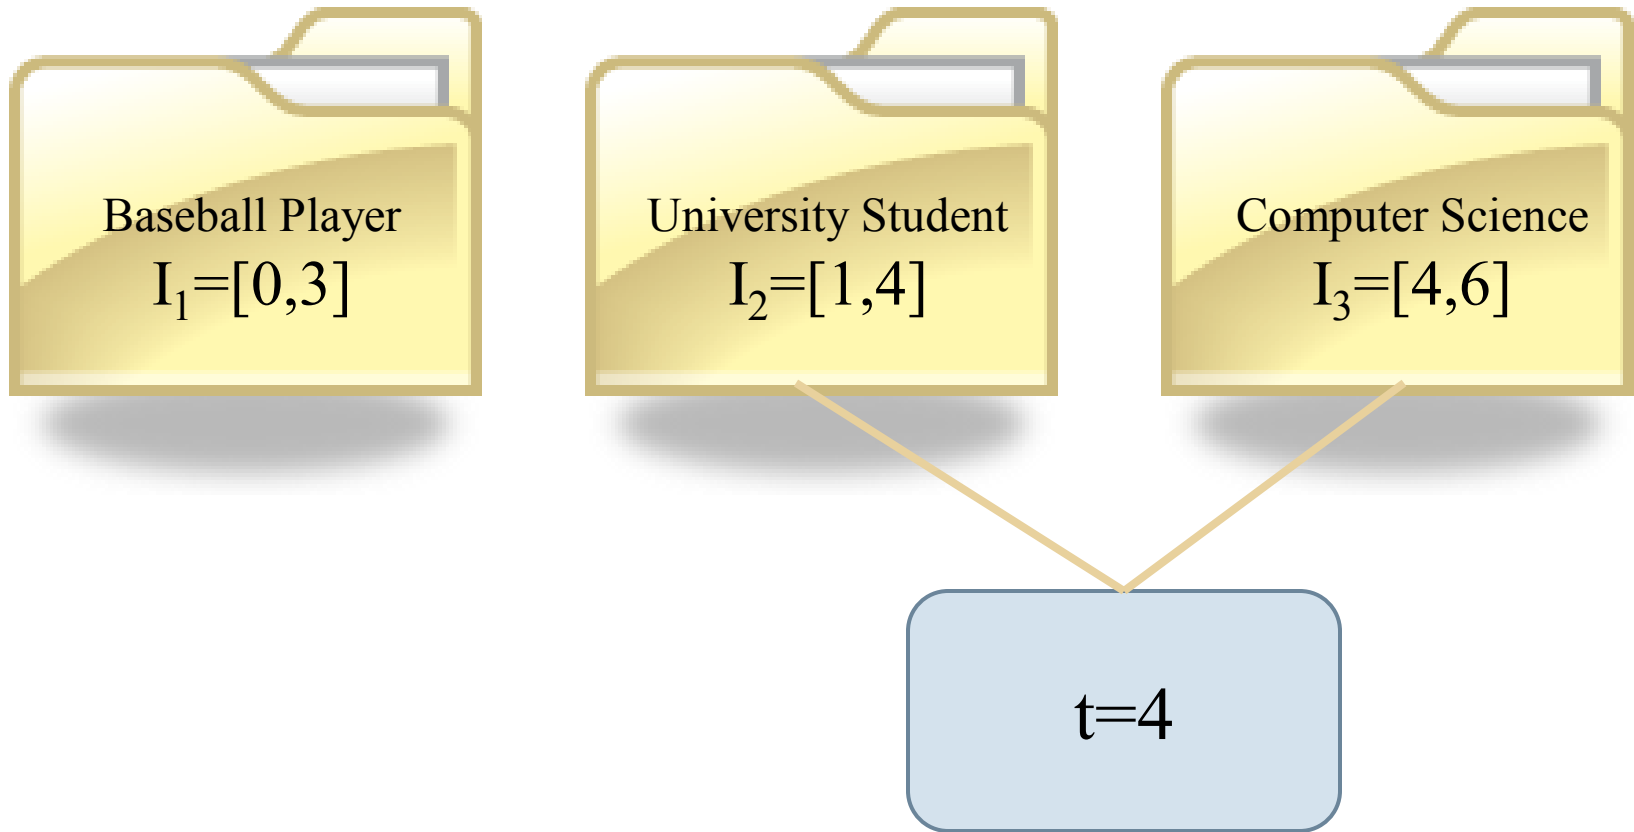 Baseball Player
I₁=[0,3]
University Student
I₂=[1,4]
Computer Science
I₃=[4,6]
t=4